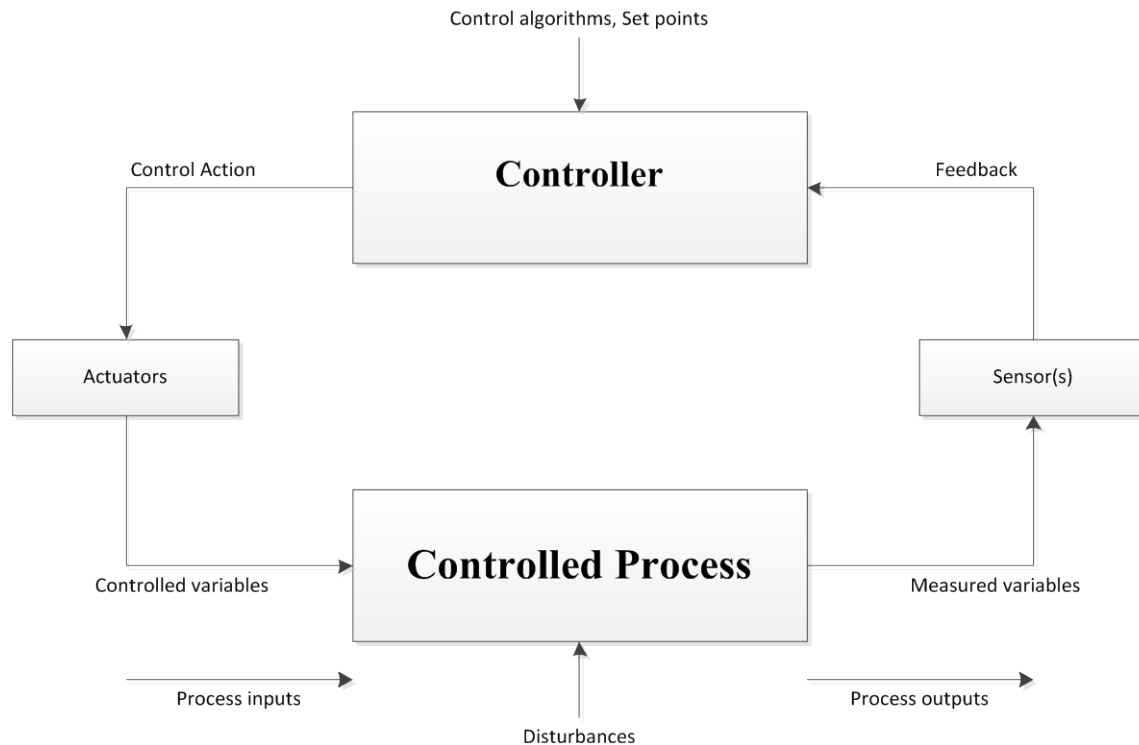 Control algorithms, Set points
Controller
Control Action
Feedback
Actuators
Sensor(s)
Controlled Process
Controlled variables
Measured variables
Process inputs
Process outputs
Disturbances